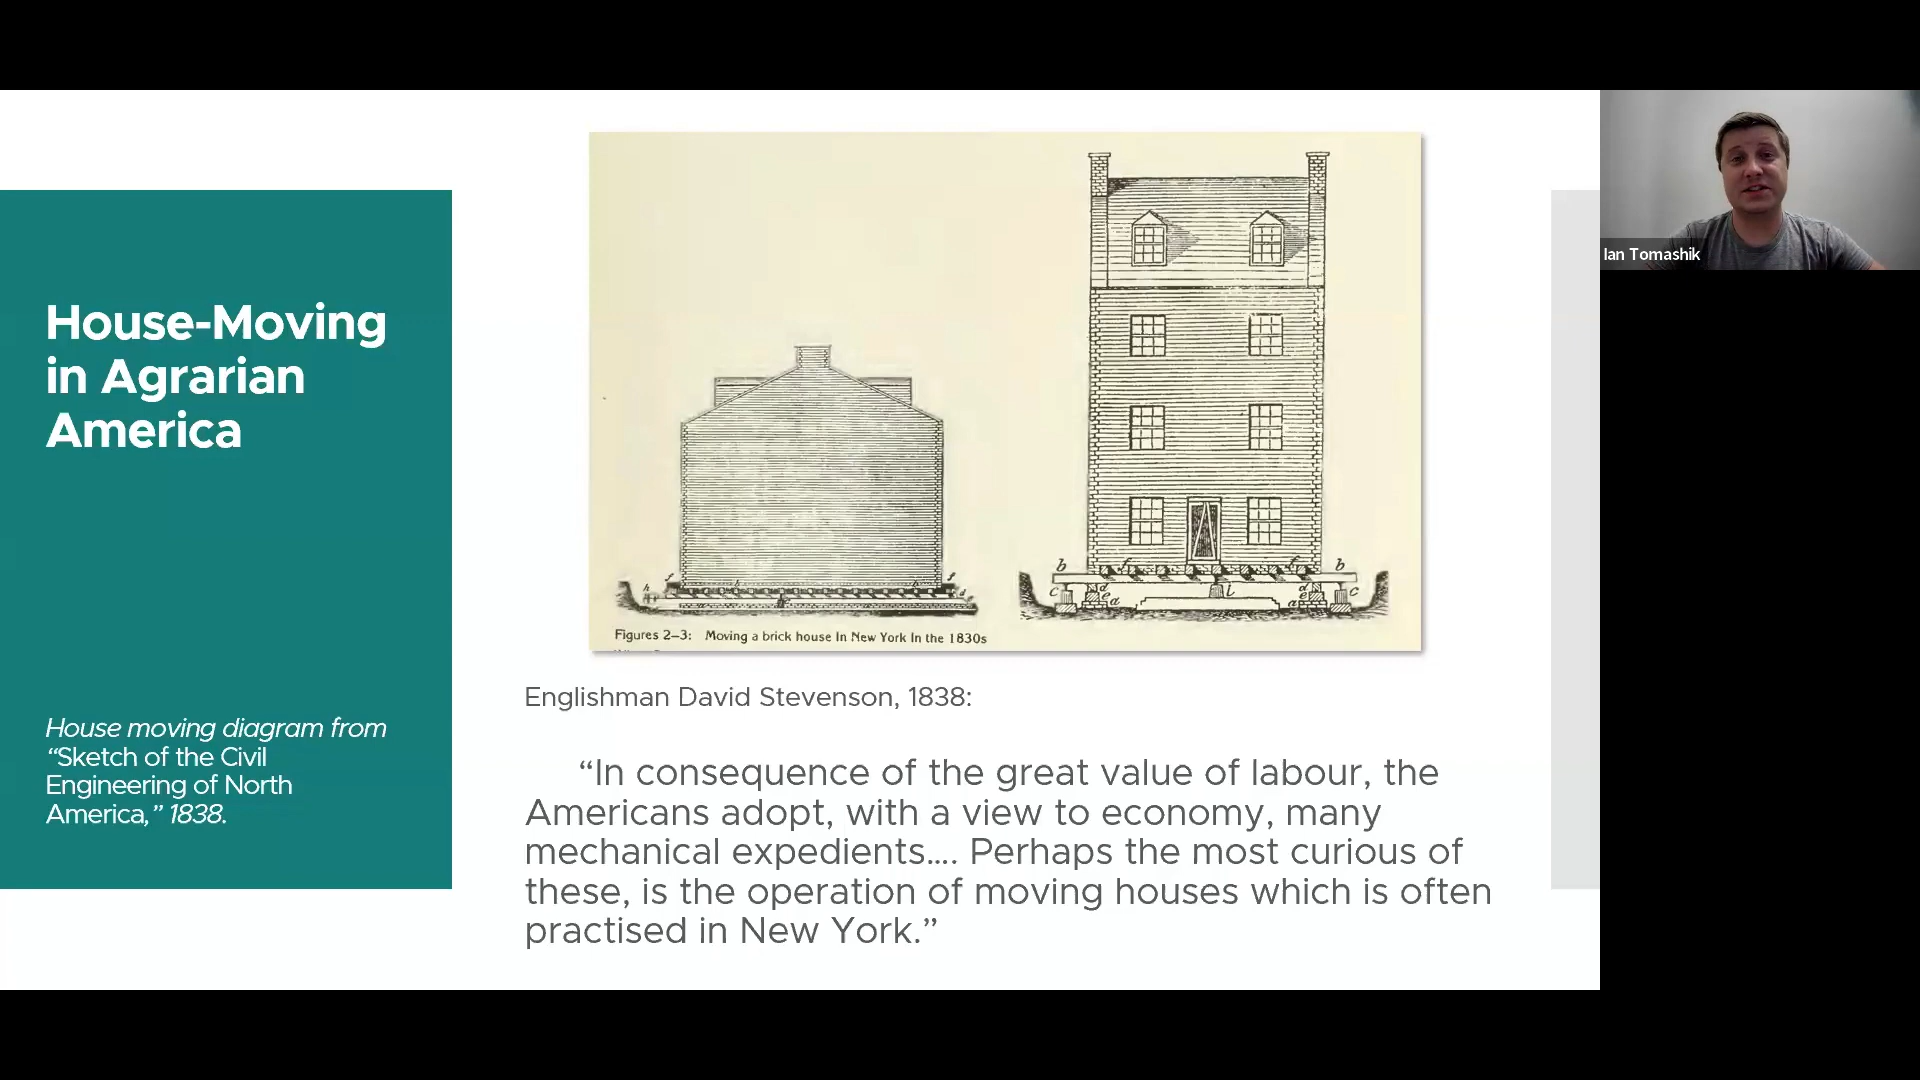 House-Moving
in Agrarian
America
House moving diagram from
“Sketch of the Civil
Engineering of North
America,” 1838.
b
f
f
b
c
d
e
a
l
a
d
e
c
h
f
h
h
f
d
Figures 2–3: Moving a brick house In New York In the 1830s
Englishman David Stevenson, 1838:
“In consequence of the great value of labour, the
Americans adopt, with a view to economy, many
mechanical expedients.... Perhaps the most curious of
these, is the operation of moving houses which is often
practised in New York.”
Ian Tomashik